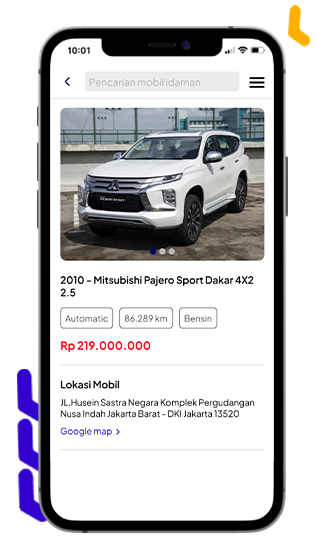 10:01
Pencarian mobil idaman
2010 - Mitsubishi Pajero Sport Dakar 4X2
2.5
Automatic
86.289 km
Bensin
Rp 219.000.000
Lokasi Mobil
JL.Husein Sastra Negara Komplek Pergudangan
Nusa Indah Jakarta Barat - DKI Jakarta 13520
Google map